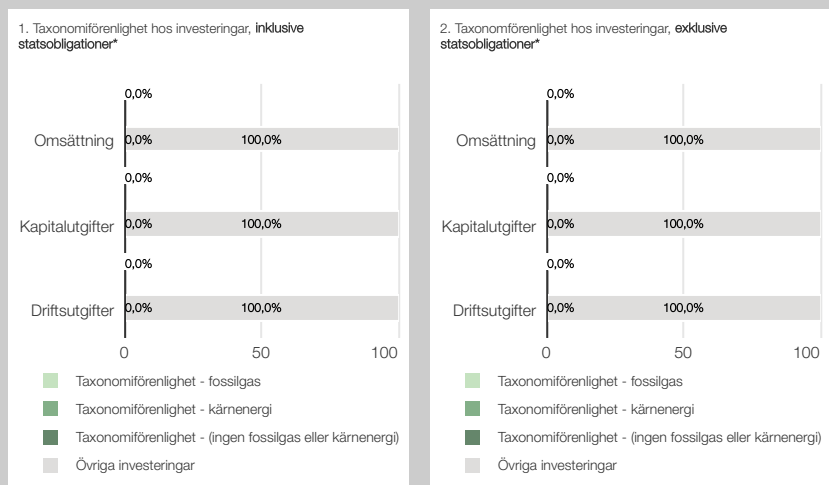 1. Taxonomiförenlighet hos investeringar, inklusive
statsobligationer*
0,0%
Omsättning 0,0% 100,0%
0,0%
Kapitalutgifter 0,0% 100,0%
0,0%
Driftsutgifter 0,0% 100,0%
0 50 100
Taxonomiförenlighet - fossilgas
Taxonomiförenlighet - kärnenergi
Taxonomiförenlighet - (ingen fossilgas eller kärnenergi)
Övriga investeringar
2. Taxonomförenlighet hos investeringar, exklusive
statsobligationer*
0,0%
Omsättning 0,0% 100,0%
0,0%
Kapitalutgifter 0,0% 100,0%
0,0%
Driftsutgifter 0,0% 100,0%
0 50 100
Taxonomiförenlighet - fossilgas
Taxonomiförenlighet - kärnenergi
Taxonomiförenlighet - (ingen fossilgas eller kärnenergi)
Övriga investeringar